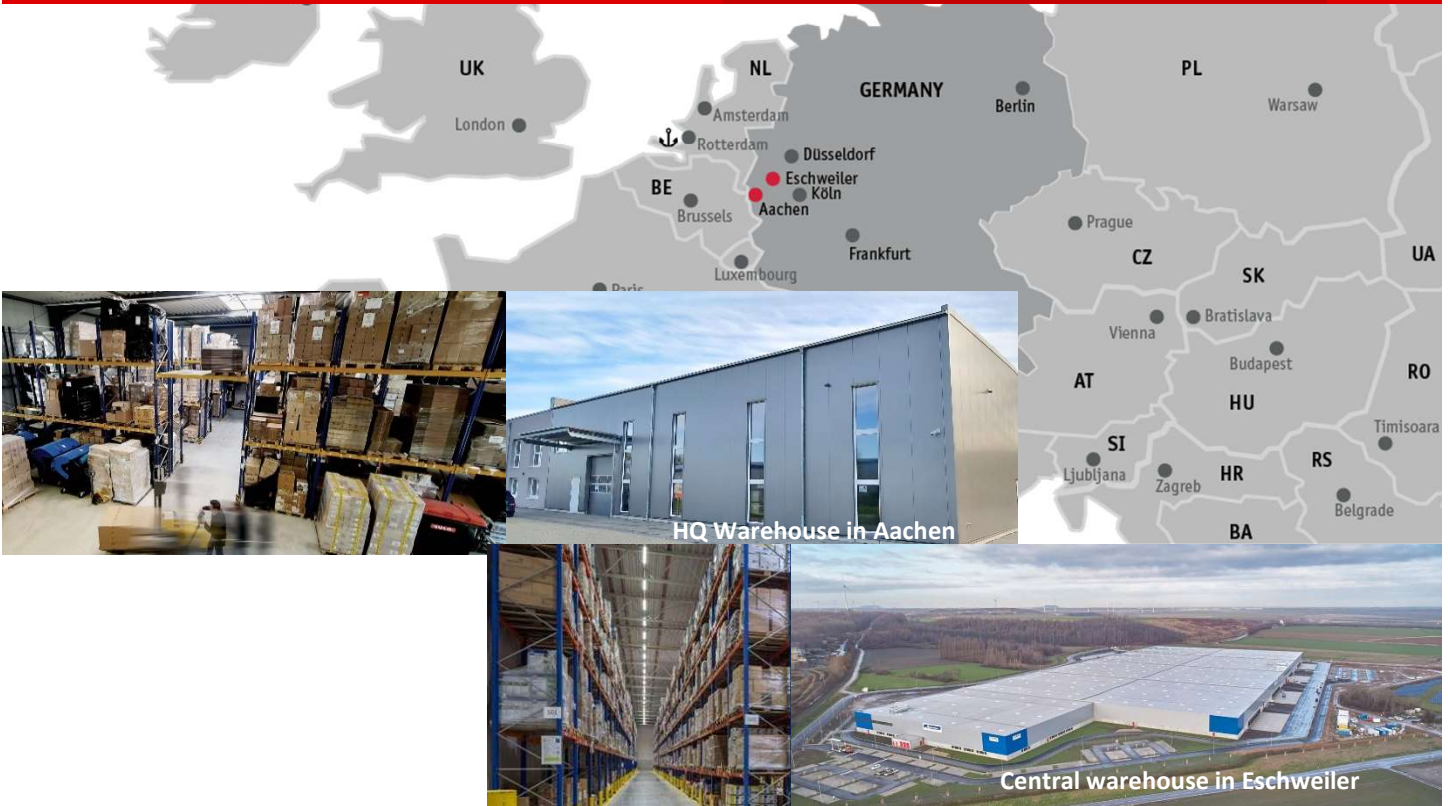 UK
NL
GERMANY
PL
Berlin
Warsaw
Amsterdam
London
Rotterdam
Düsseldorf
Eschweiler
BE
Köln
Aachen
Brussels
Prague
Frankfurt
CZ
UA
Luxembourg
SK
Paris
Bratislava
Vienna
Budapest
AT
RO
HU
Timisoara
SI
RS
Ljubljana
Zagreb
HR
Belgrade
BA
HQ Warehouse in Aachen
Central warehouse in Eschweiler